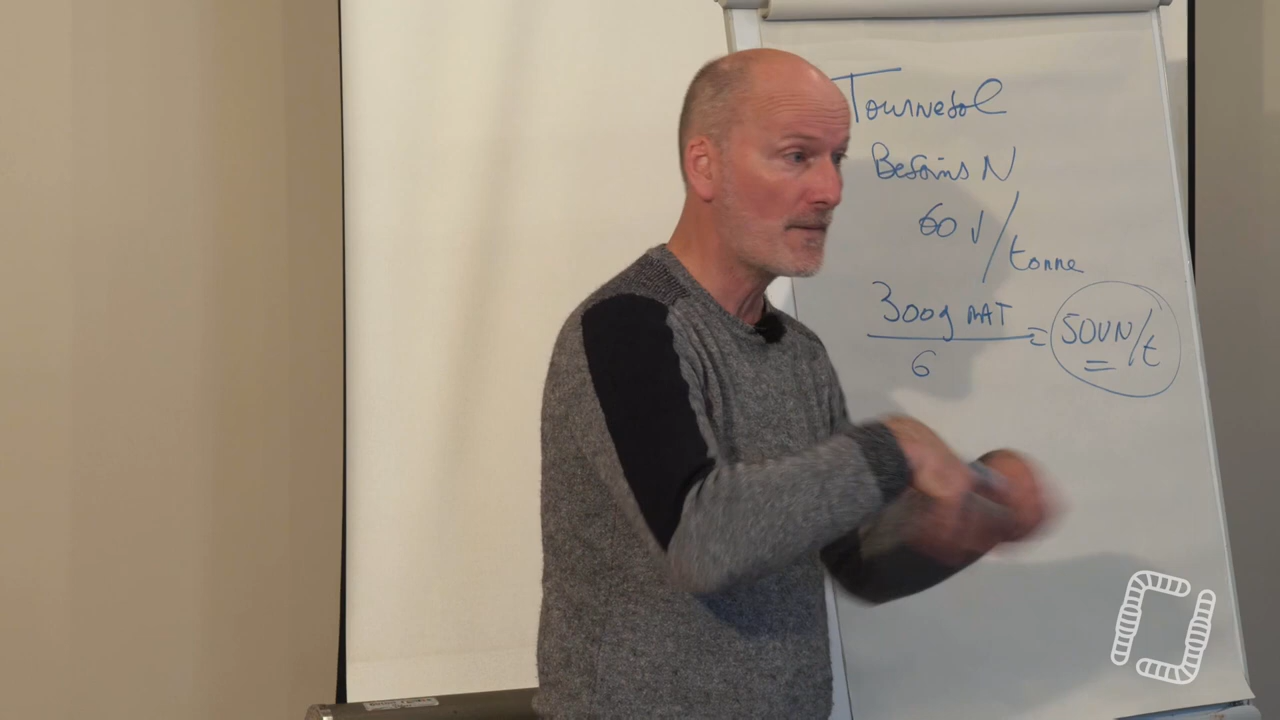 Tournesol
Besoins N
60 U/tonne
300g MAT
6
= 50UN/t